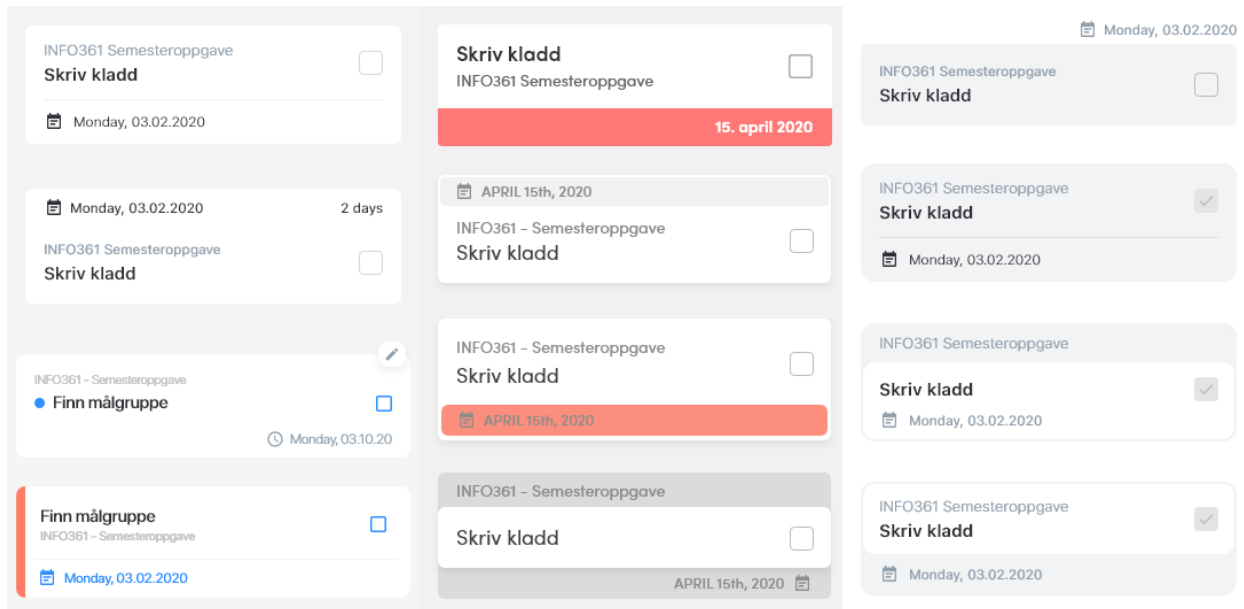 INFO361 Semesteroppgave
Skriv kladd
Monday, 03.02.2020
Monday, 03.02.2020 2 days
INFO361 Semesteroppgave
Skriv kladd
INFO361 - Semesteroppgave
Finn målgruppe
Monday, 03.10.20
Finn målgruppe
INFO361 - Semesteroppgave
Monday, 03.02.2020
Skriv kladd
INFO361 Semesteroppgave
15. april 2020
APRIL 15th, 2020
INFO361 - Semesteroppgave
Skriv kladd
INFO361 - Semesteroppgave
Skriv kladd
APRIL 15th, 2020
INFO361 - Semesteroppgave
Skriv kladd
APRIL 15th, 2020
Monday, 03.02.2020
INFO361 Semesteroppgave
Skriv kladd
INFO361 Semesteroppgave
Skriv kladd
Monday, 03.02.2020
INFO361 Semesteroppgave
Skriv kladd
Monday, 03.02.2020
INFO361 Semesteroppgave
Skriv kladd
Monday, 03.02.2020